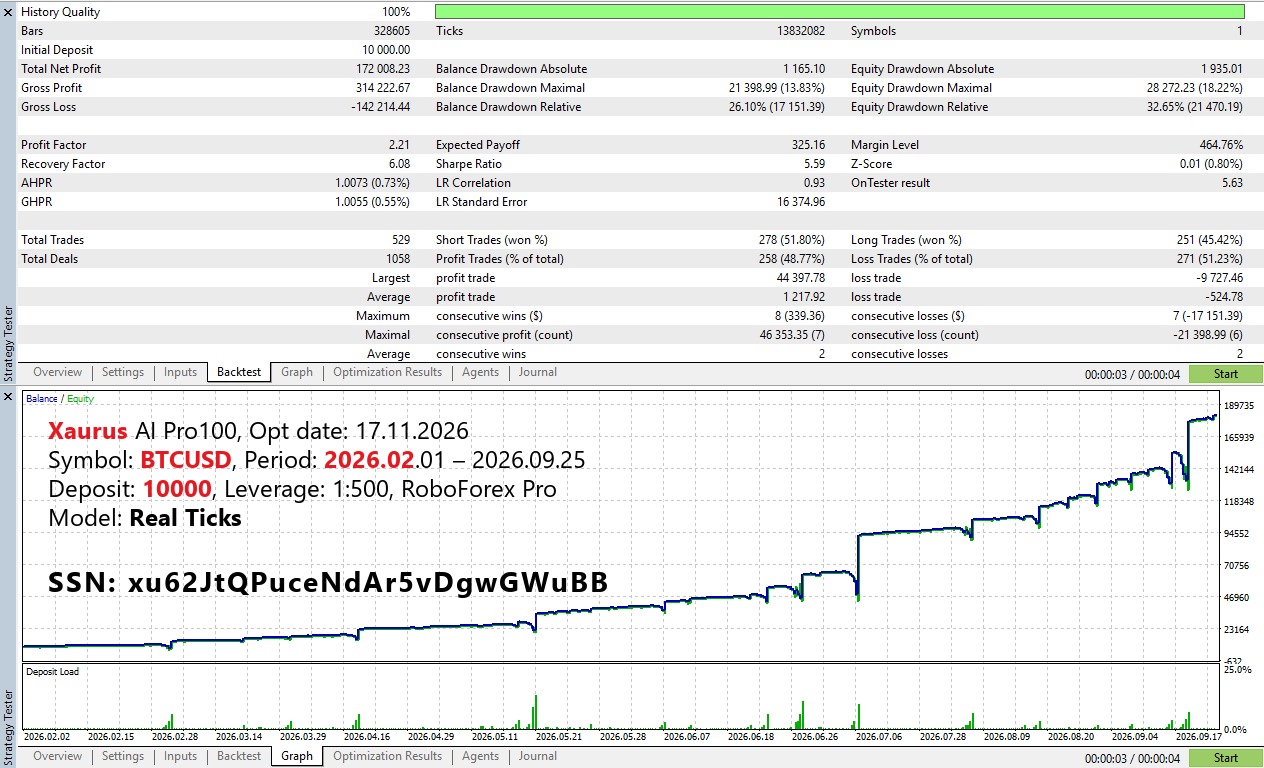 History Quality 100%
Bars 328605 Ticks 13832082 Symbols 1
Initial Deposit 10 000.00
Total Net Profit 172 008.23 Balance Drawdown Absolute 1 165.10 Equity Drawdown Absolute 1 935.01
Gross Profit 314 222.67 Balance Drawdown Maximal 21 398.99 (13.83%) Equity Drawdown Maximal 28 272.23 (18.22%)
Gross Loss -142 214.44 Balance Drawdown Relative 26.10% (17 151.39) Equity Drawdown Relative 32.65% (21 470.19)
Profit Factor 2.21 Expected Payoff 325.16 Margin Level 464.76%
Recovery Factor 6.08 Sharpe Ratio 5.59 Z-Score 0.01 (0.80%)
AHPR 1.0073 (0.73%) LR Correlation 0.93 OnTester result 5.63
GHPR 1.0055 (0.55%) LR Standard Error 16 374.96
Total Trades 529 Short Trades (won %) 278 (51.80%) Long Trades (won %) 251 (45.42%)
Total Deals 1058 Profit Trades (% of total) 258 (48.77%) Loss Trades (% of total) 271 (51.23%)
Largest profit trade 44 397.78 loss trade -9 727.46
Average profit trade 1 217.92 loss trade -524.78
Maximum consecutive wins ($) 8 (339.36) consecutive losses ($) 7 (-17 151.39)
Maximal consecutive profit (count) 46 353.35 (7) consecutive loss (count) -21 398.99 (6)
Average consecutive wins 2 consecutive losses 2
Strategy Tester
Overview Settings Inputs Backtest Graph Optimization Results Agents Journal 00:00:03 / 00:00:04 Start
Balance / Equity
Xaurus AI Pro100, Opt date: 17.11.2026
Symbol: BTCUSD, Period: 2026.02.01 – 2026.09.25
Deposit: 10000, Leverage: 1:500, RoboForex Pro
Model: Real Ticks
SSN: xu62JtQPuceNdAr5vDgwGWuBB
189735
165939
142144
118348
94552
70756
46960
23164
-632
Deposit Load
25.0%
0.0%
2026.02.02 2026.02.15 2026.02.28 2026.03.14 2026.03.29 2026.04.16 2026.04.29 2026.05.11 2026.05.21 2026.05.28 2026.06.07 2026.06.18 2026.06.26 2026.07.06 2026.07.28 2026.08.09 2026.08.20 2026.09.04 2026.09.17
Strategy Tester
Overview Settings Inputs Backtest Graph Optimization Results Agents Journal 00:00:03 / 00:00:04 Start